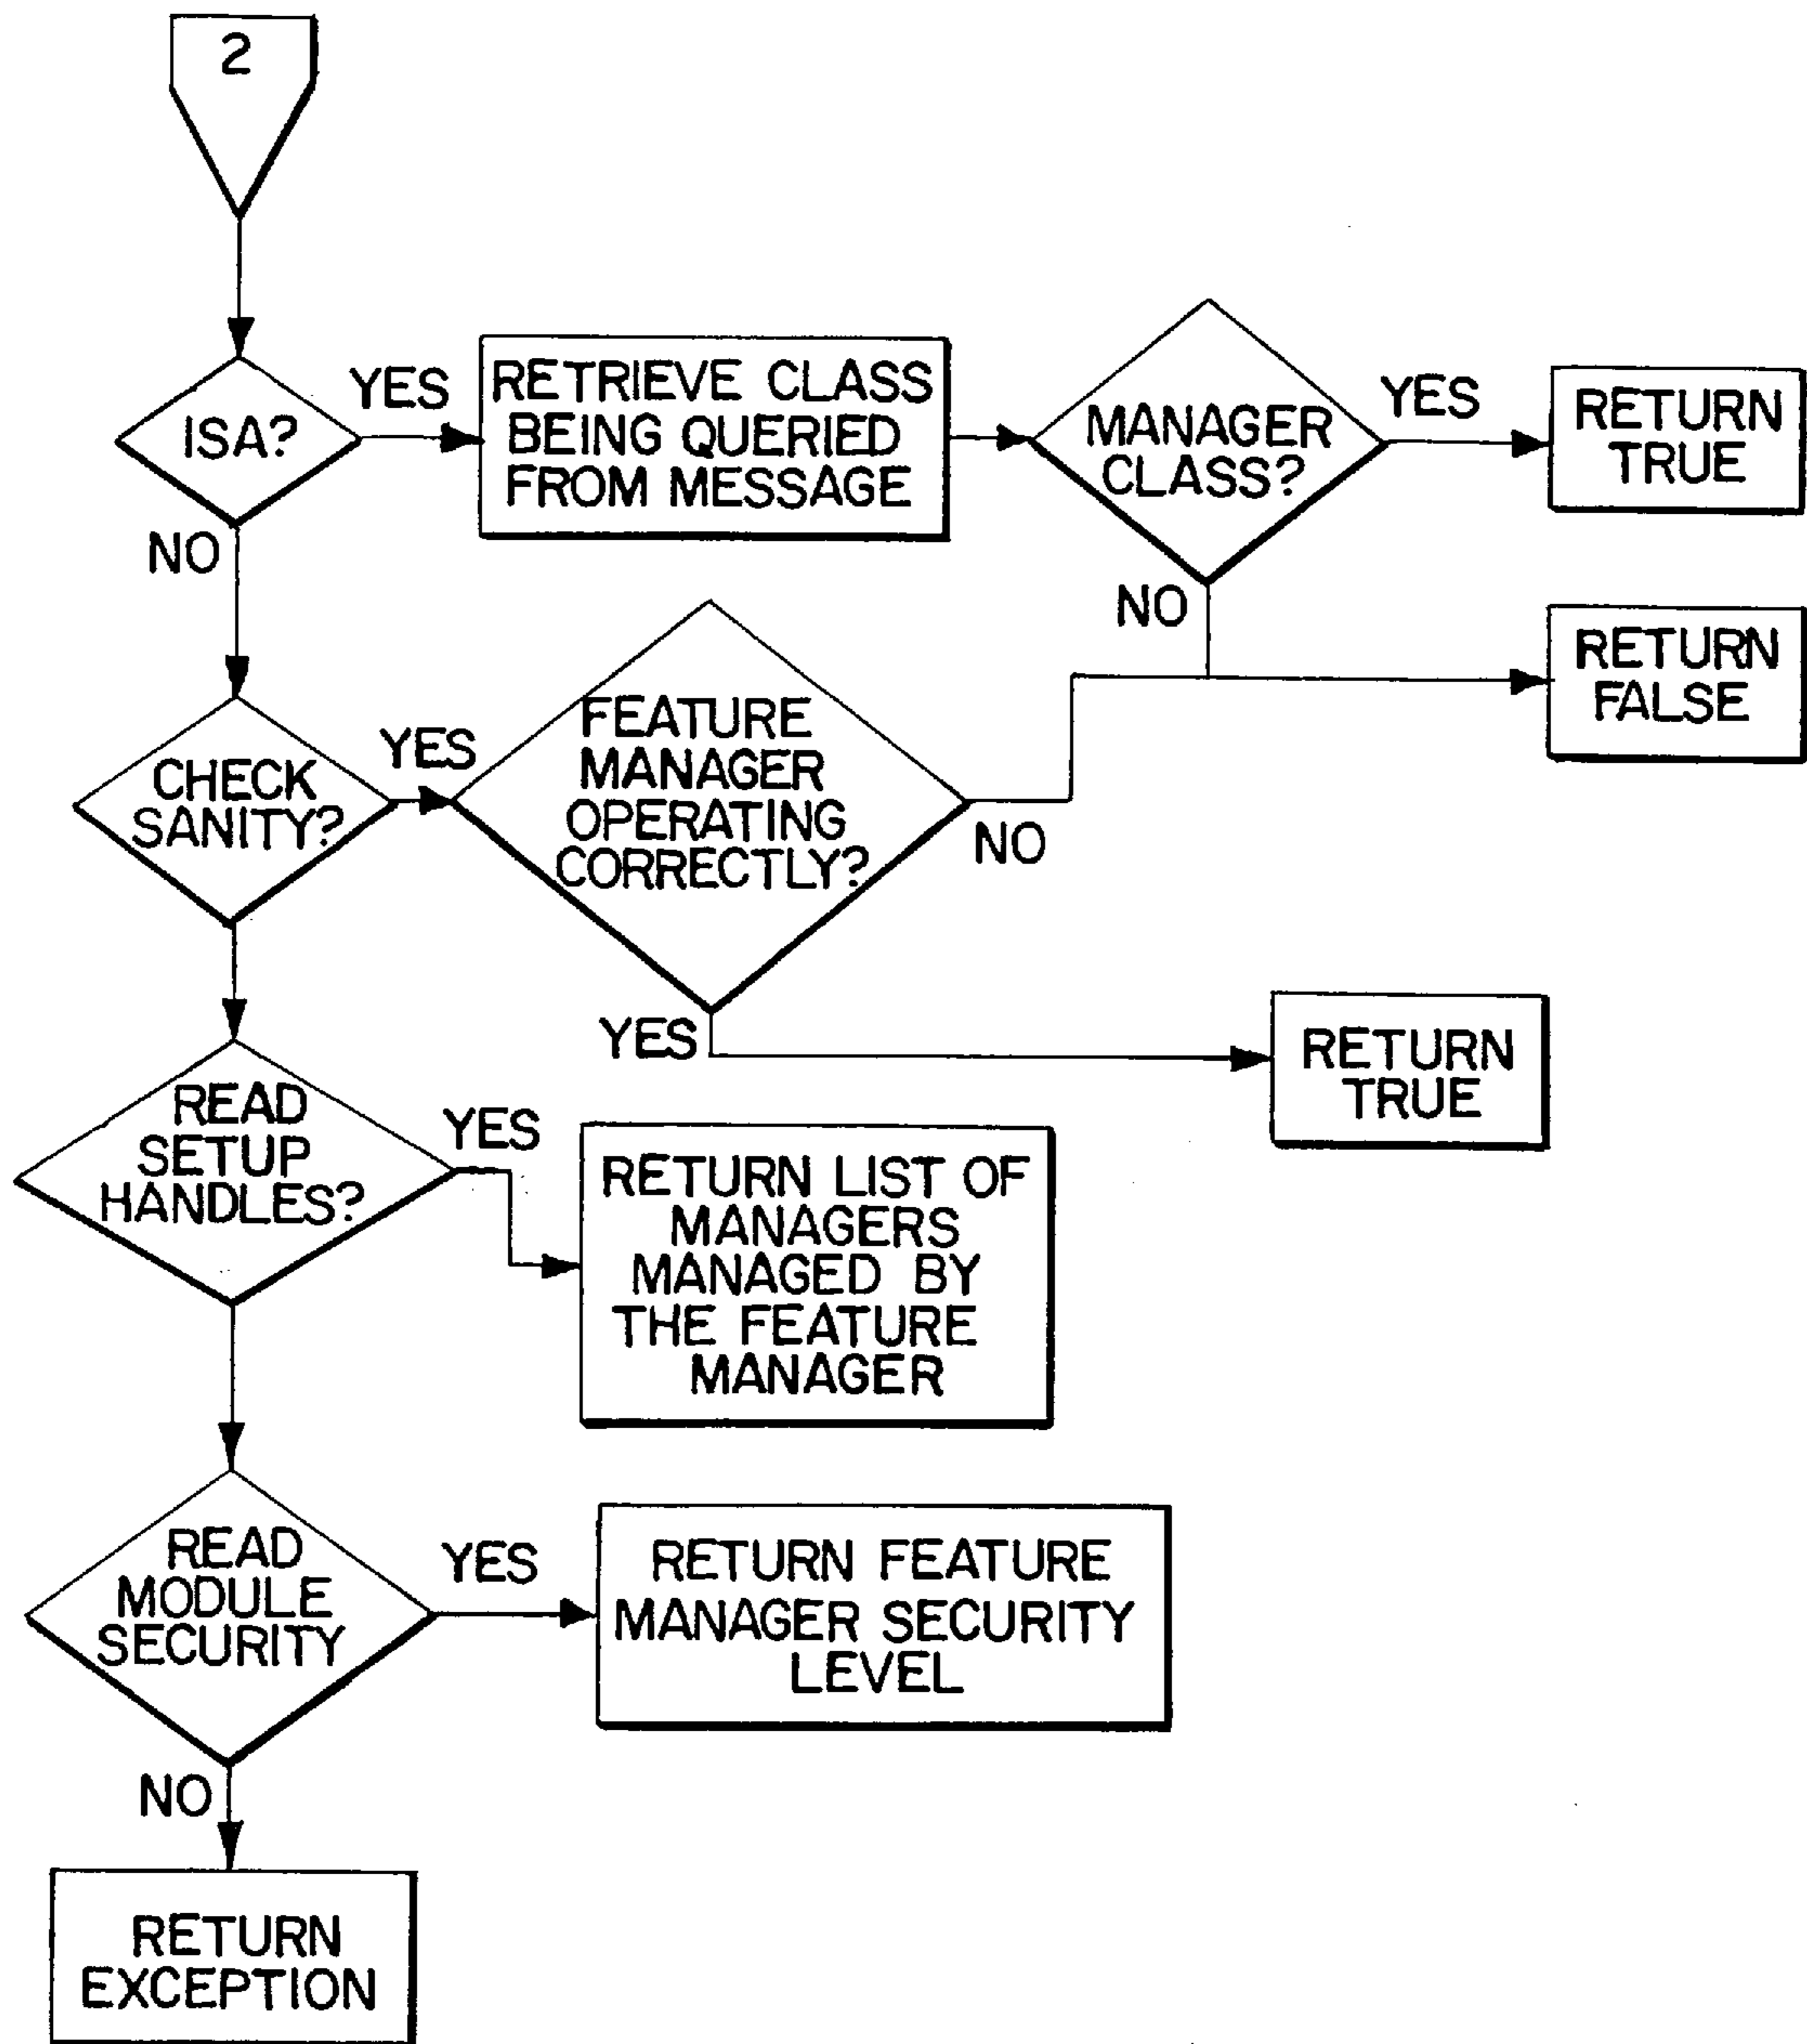 2
ISA?
YES
RETRIEVE CLASS
BEING QUERIED
FROM MESSAGE
MANAGER
CLASS?
YES
RETURN
TRUE
NO
NO
RETURN
FALSE
CHECK
SANITY?
YES
FEATURE
MANAGER
OPERATING
CORRECTLY?
NO
YES
RETURN
TRUE
READ
SETUP
HANDLES?
YES
RETURN LIST OF
MANAGERS
MANAGED BY
THE FEATURE
MANAGER
READ
MODULE
SECURITY
YES
RETURN FEATURE
MANAGER SECURITY
LEVEL
NO
RETURN
EXCEPTION